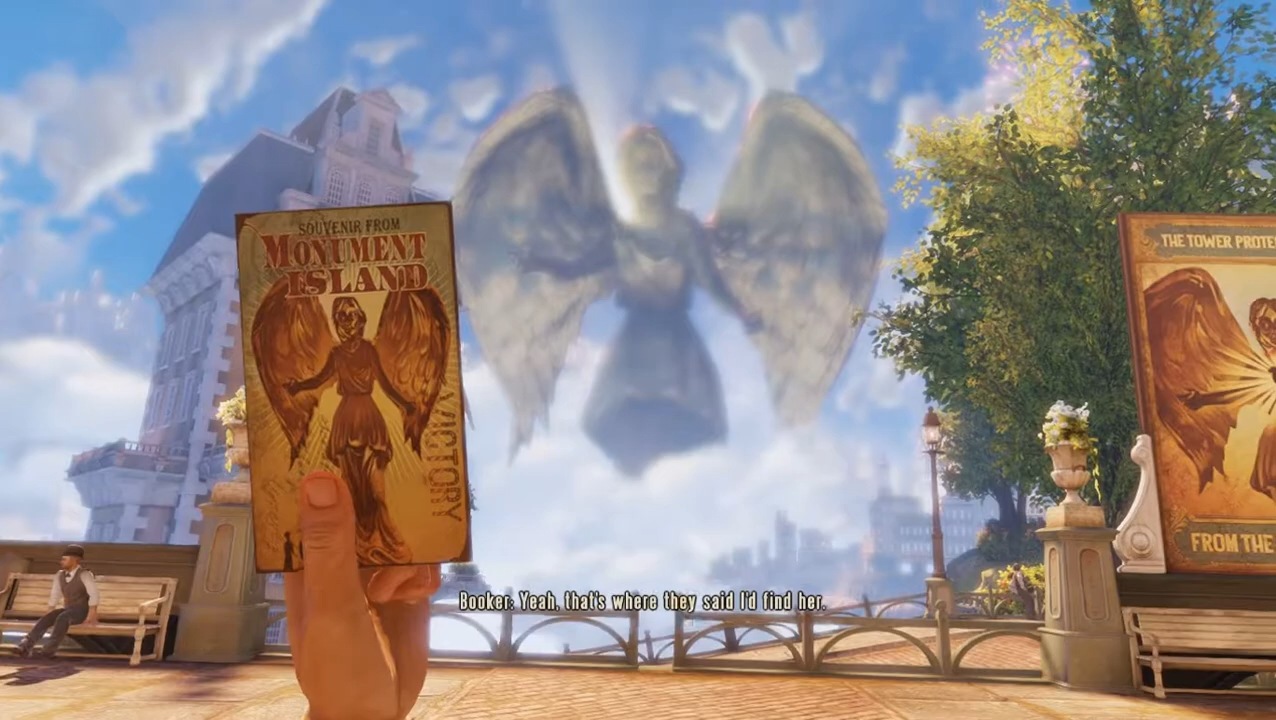 SOUVENIR FROM
MONUMENT
ISLAND
VICTORY
THE TOWER PROTE
FROM THE
Booker: Yeah, that's where they said I'd find her.